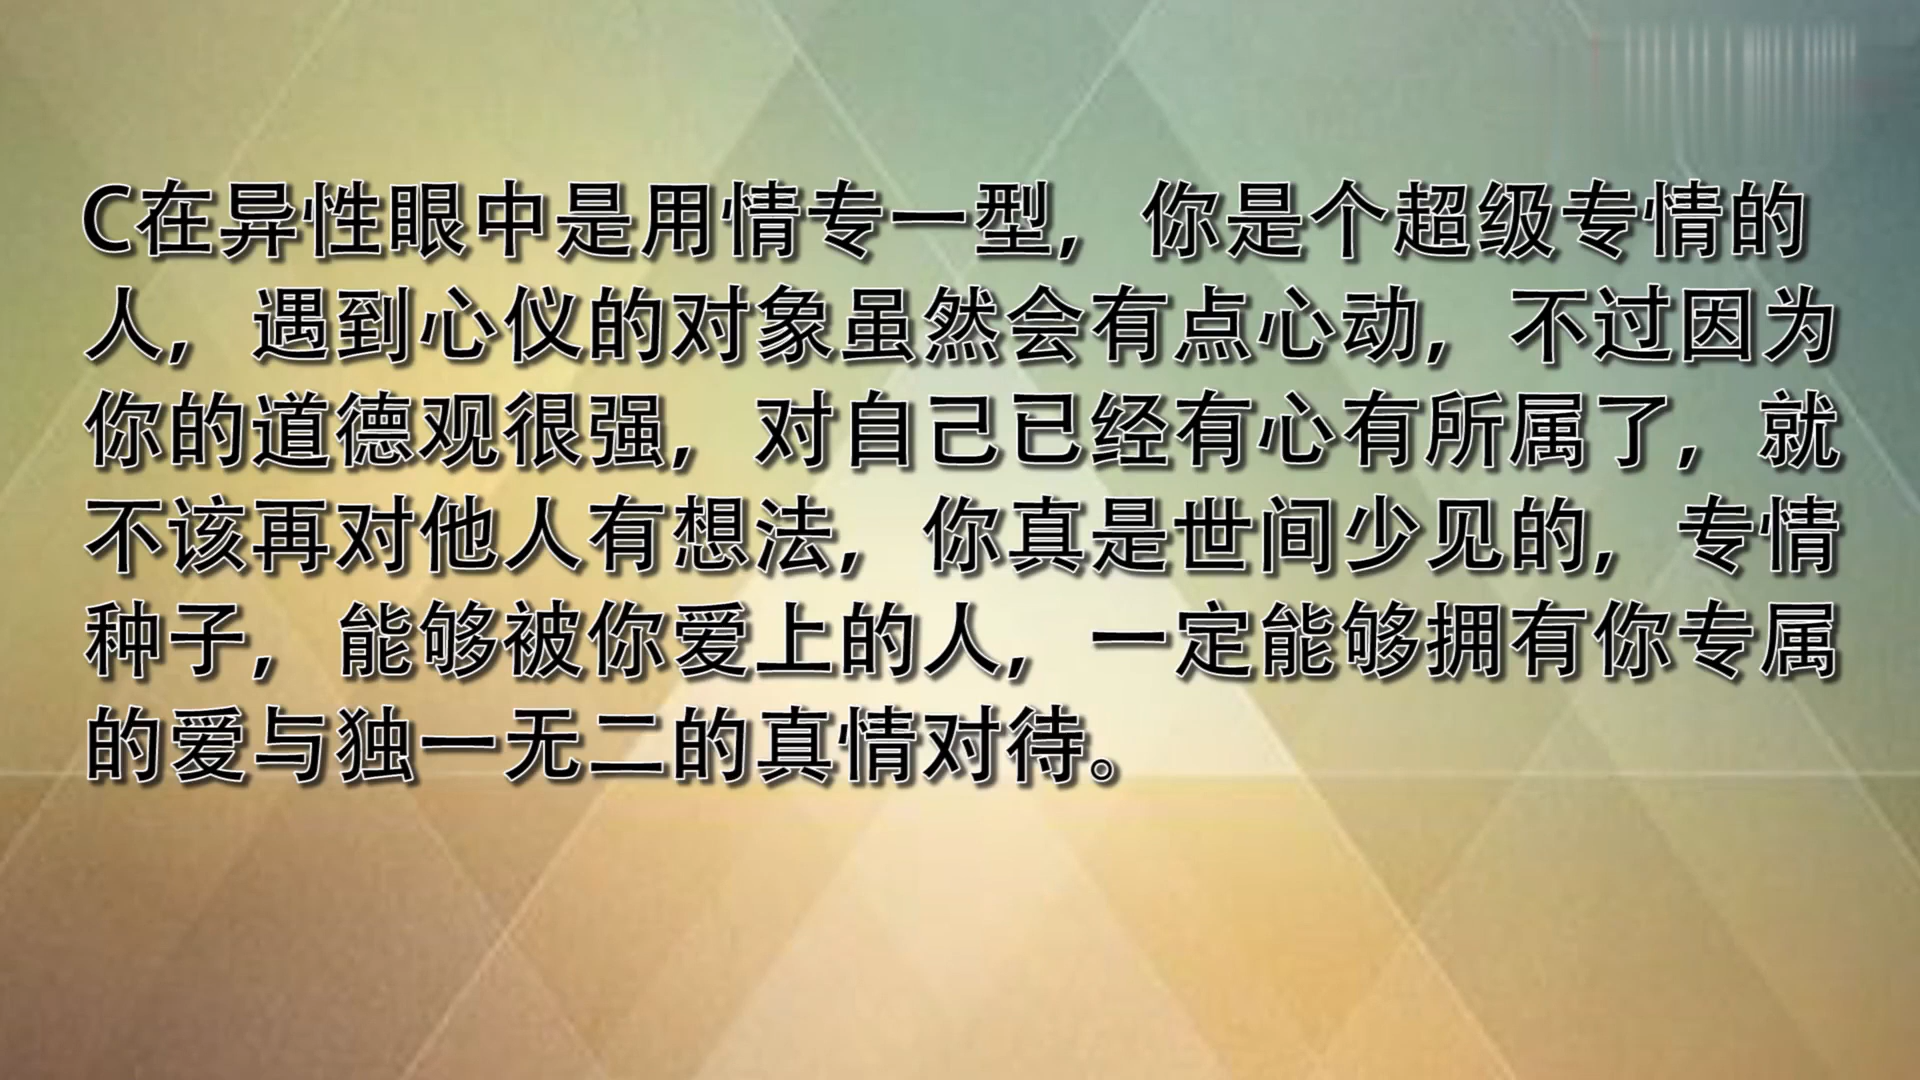 C在异性眼中是用情专一型，你是个超级专情的
人，遇到心仪的对象虽然会有点心动，不过因为
你的道德观很强，对自己已经有心有所属了，就
不该再对他人有想法，你真是世间少见的，专情
种子，能够被你爱上的人，一定能够拥有你专属
的爱与独一无二的真情对待。